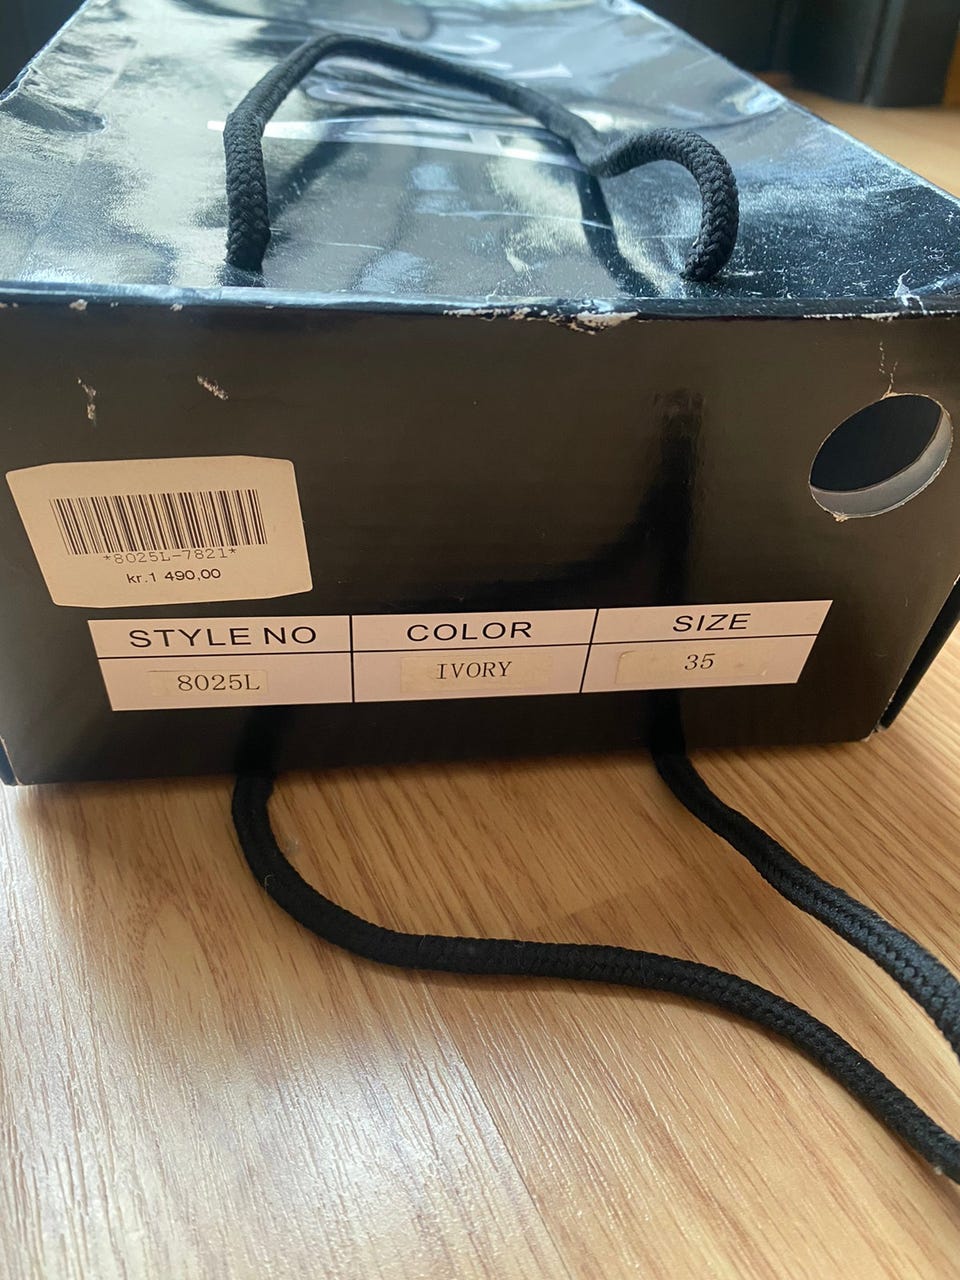 *8025L-7821*
kr.1 490,00
STYLE NO COLOR SIZE
8025L IVORY 35